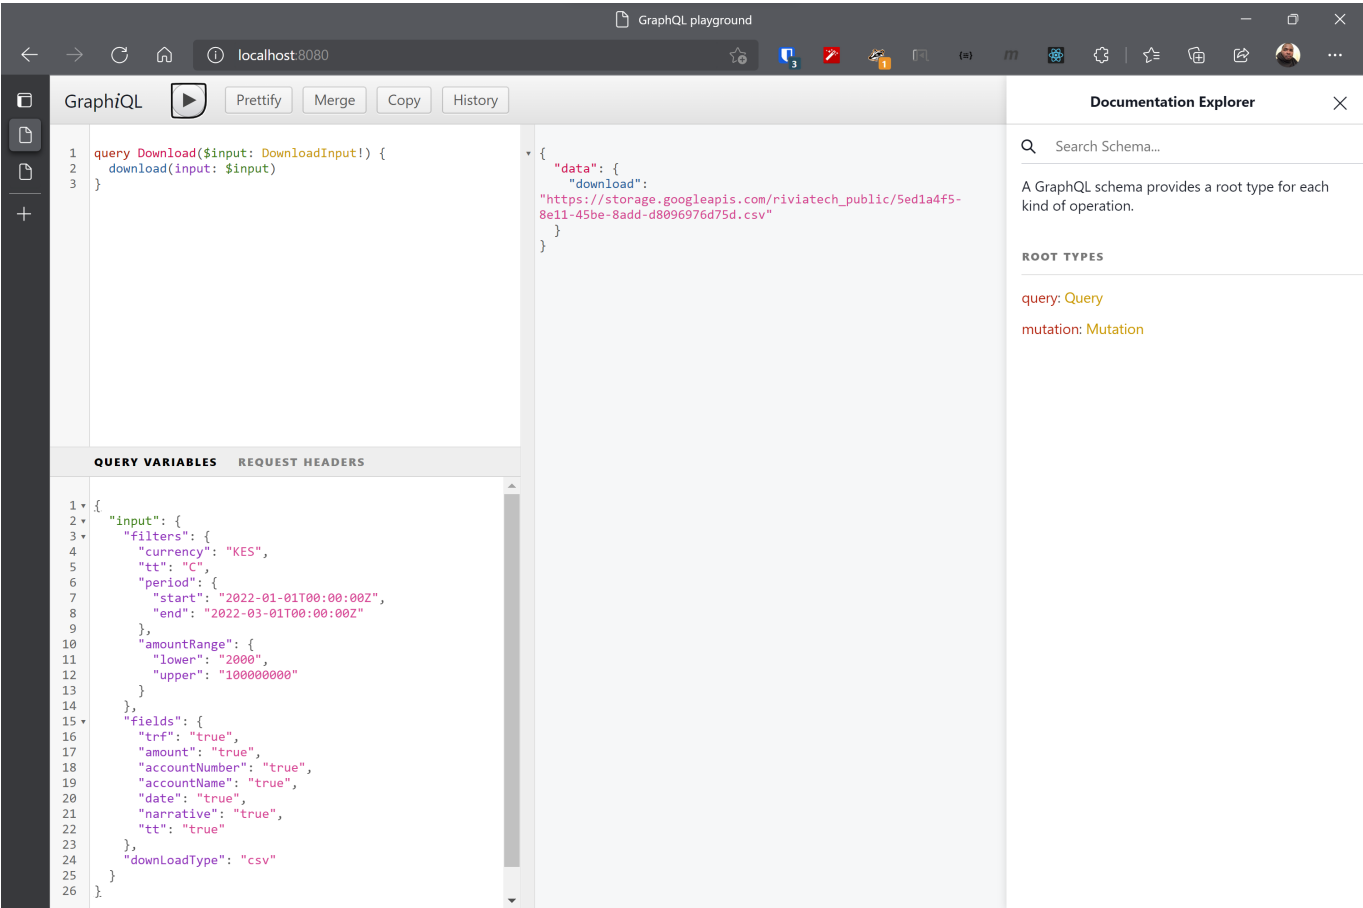 GraphQL playground
localhost:8080
3
1
m
GraphiQL
Prettify
Merge
Copy
History
1 query Download($input: DownloadInput!) {
2 download(input: $input)
3 }
{
"data": {
"download":
"https://storage.googleapis.com/riviatech_public/5ed1a4f5-
8e11-45be-8add-d8096976d75d.csv"
}
}
QUERY VARIABLES REQUEST HEADERS
1 {
2 "input": {
3 "filters": {
4 "currency": "KES",
5 "tt": "C",
6 "period": {
7 "start": "2022-01-01T00:00:00Z",
8 "end": "2022-03-01T00:00:00Z"
9 },
10 "amountRange": {
11 "lower": "2000",
12 "upper": "100000000"
13 }
14 },
15 "fields": {
16 "trf": "true",
17 "amount": "true",
18 "accountNumber": "true",
19 "accountName": "true",
20 "date": "true",
21 "narrative": "true",
22 "tt": "true"
23 },
24 "downLoadType": "csv"
25 }
26 }
Documentation Explorer
Search Schema...
A GraphQL schema provides a root type for each
kind of operation.
ROOT TYPES
query: Query
mutation: Mutation